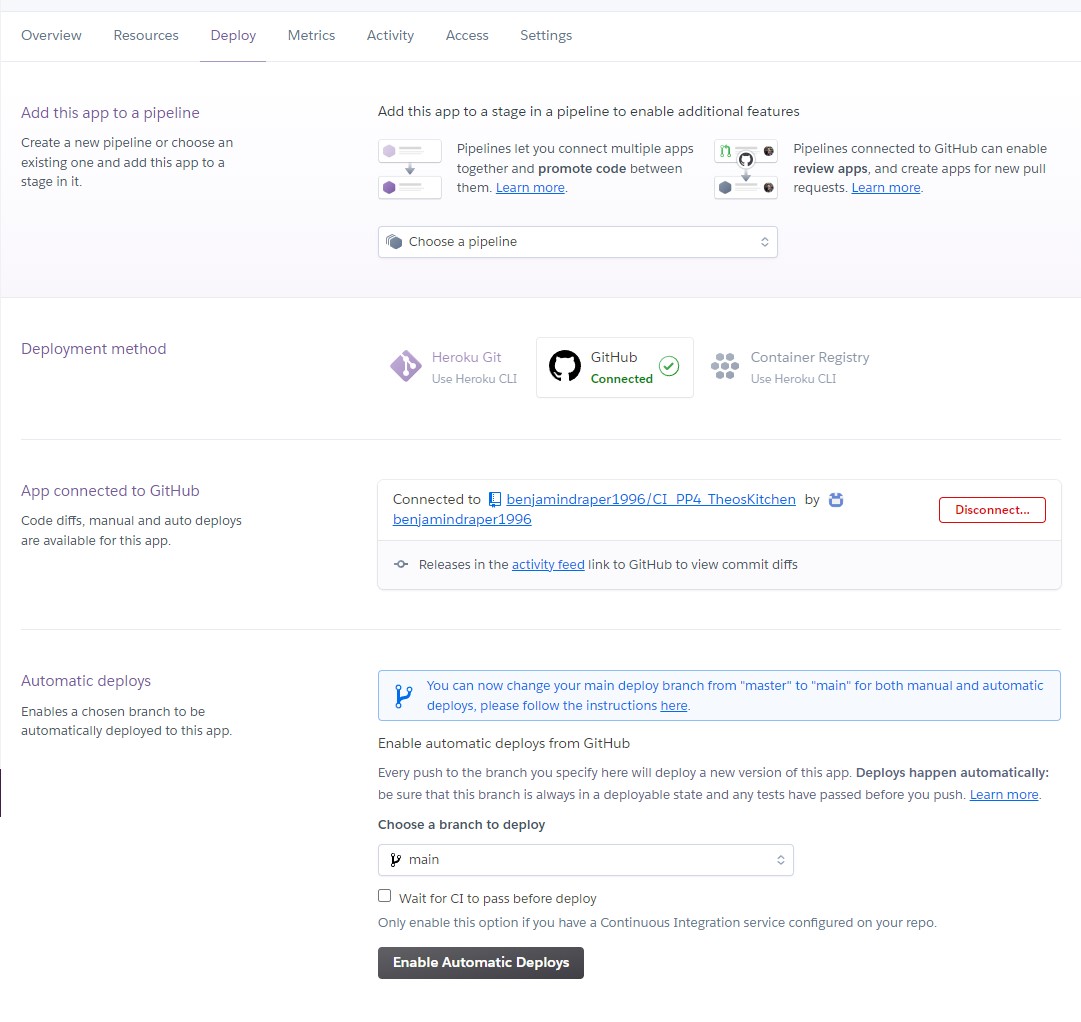 Overview Resources Deploy Metrics Activity Access Settings
Add this app to a pipeline
Create a new pipeline or choose an
existing one and add this app to a
stage in it.
Add this app to a stage in a pipeline to enable additional features
Pipelines let you connect multiple apps
together and promote code between
them. Learn more.
Pipelines connected to GitHub can enable
review apps, and create apps for new pull
requests. Learn more.
Choose a pipeline
Deployment method
Heroku Git
Use Heroku CLI
GitHub
Connected
Container Registry
Use Heroku CLI
App connected to GitHub
Code diffs, manual and auto deploys
are available for this app.
Connected to benjamindraper1996/CI_PP4_TheosKitchen by
benjamindraper1996
Disconnect...
Releases in the activity feed link to GitHub to view commit diffs
Automatic deploys
Enables a chosen branch to be
automatically deployed to this app.
You can now change your main deploy branch from "master" to "main" for both manual and automatic
deploys, please follow the instructions here.
Enable automatic deploys from GitHub
Every push to the branch you specify here will deploy a new version of this app. Deploys happen automatically:
be sure that this branch is always in a deployable state and any tests have passed before you push. Learn more.
Choose a branch to deploy
main
Wait for CI to pass before deploy
Only enable this option if you have a Continuous Integration service configured on your repo.
Enable Automatic Deploys